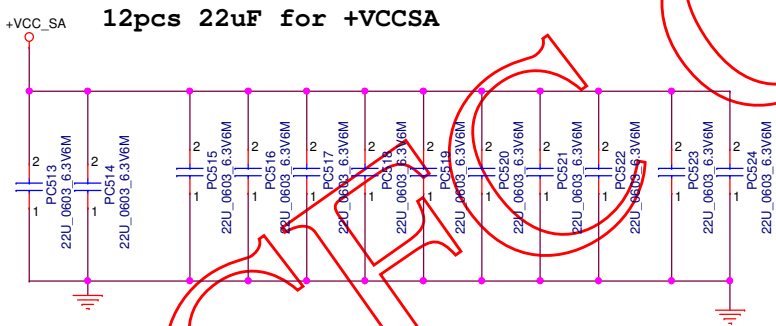 12pcs 22uF for +VCCSA
+VCC_SA
2
1
PC513
22U_0603_6.3V6M
2
1
PC514
22U_0603_6.3V6M
2
1
PC515
22U_0603_6.3V6M
2
1
PC516
22U_0603_6.3V6M
2
1
PC517
22U_0603_6.3V6M
2
1
PC518
22U_0603_6.3V6M
2
1
PC519
22U_0603_6.3V6M
2
1
PC520
22U_0603_6.3V6M
2
1
PC521
22U_0603_6.3V6M
2
1
PC522
22U_0603_6.3V6M
2
1
PC523
22U_0603_6.3V6M
2
1
PC524
22U_0603_6.3V6M